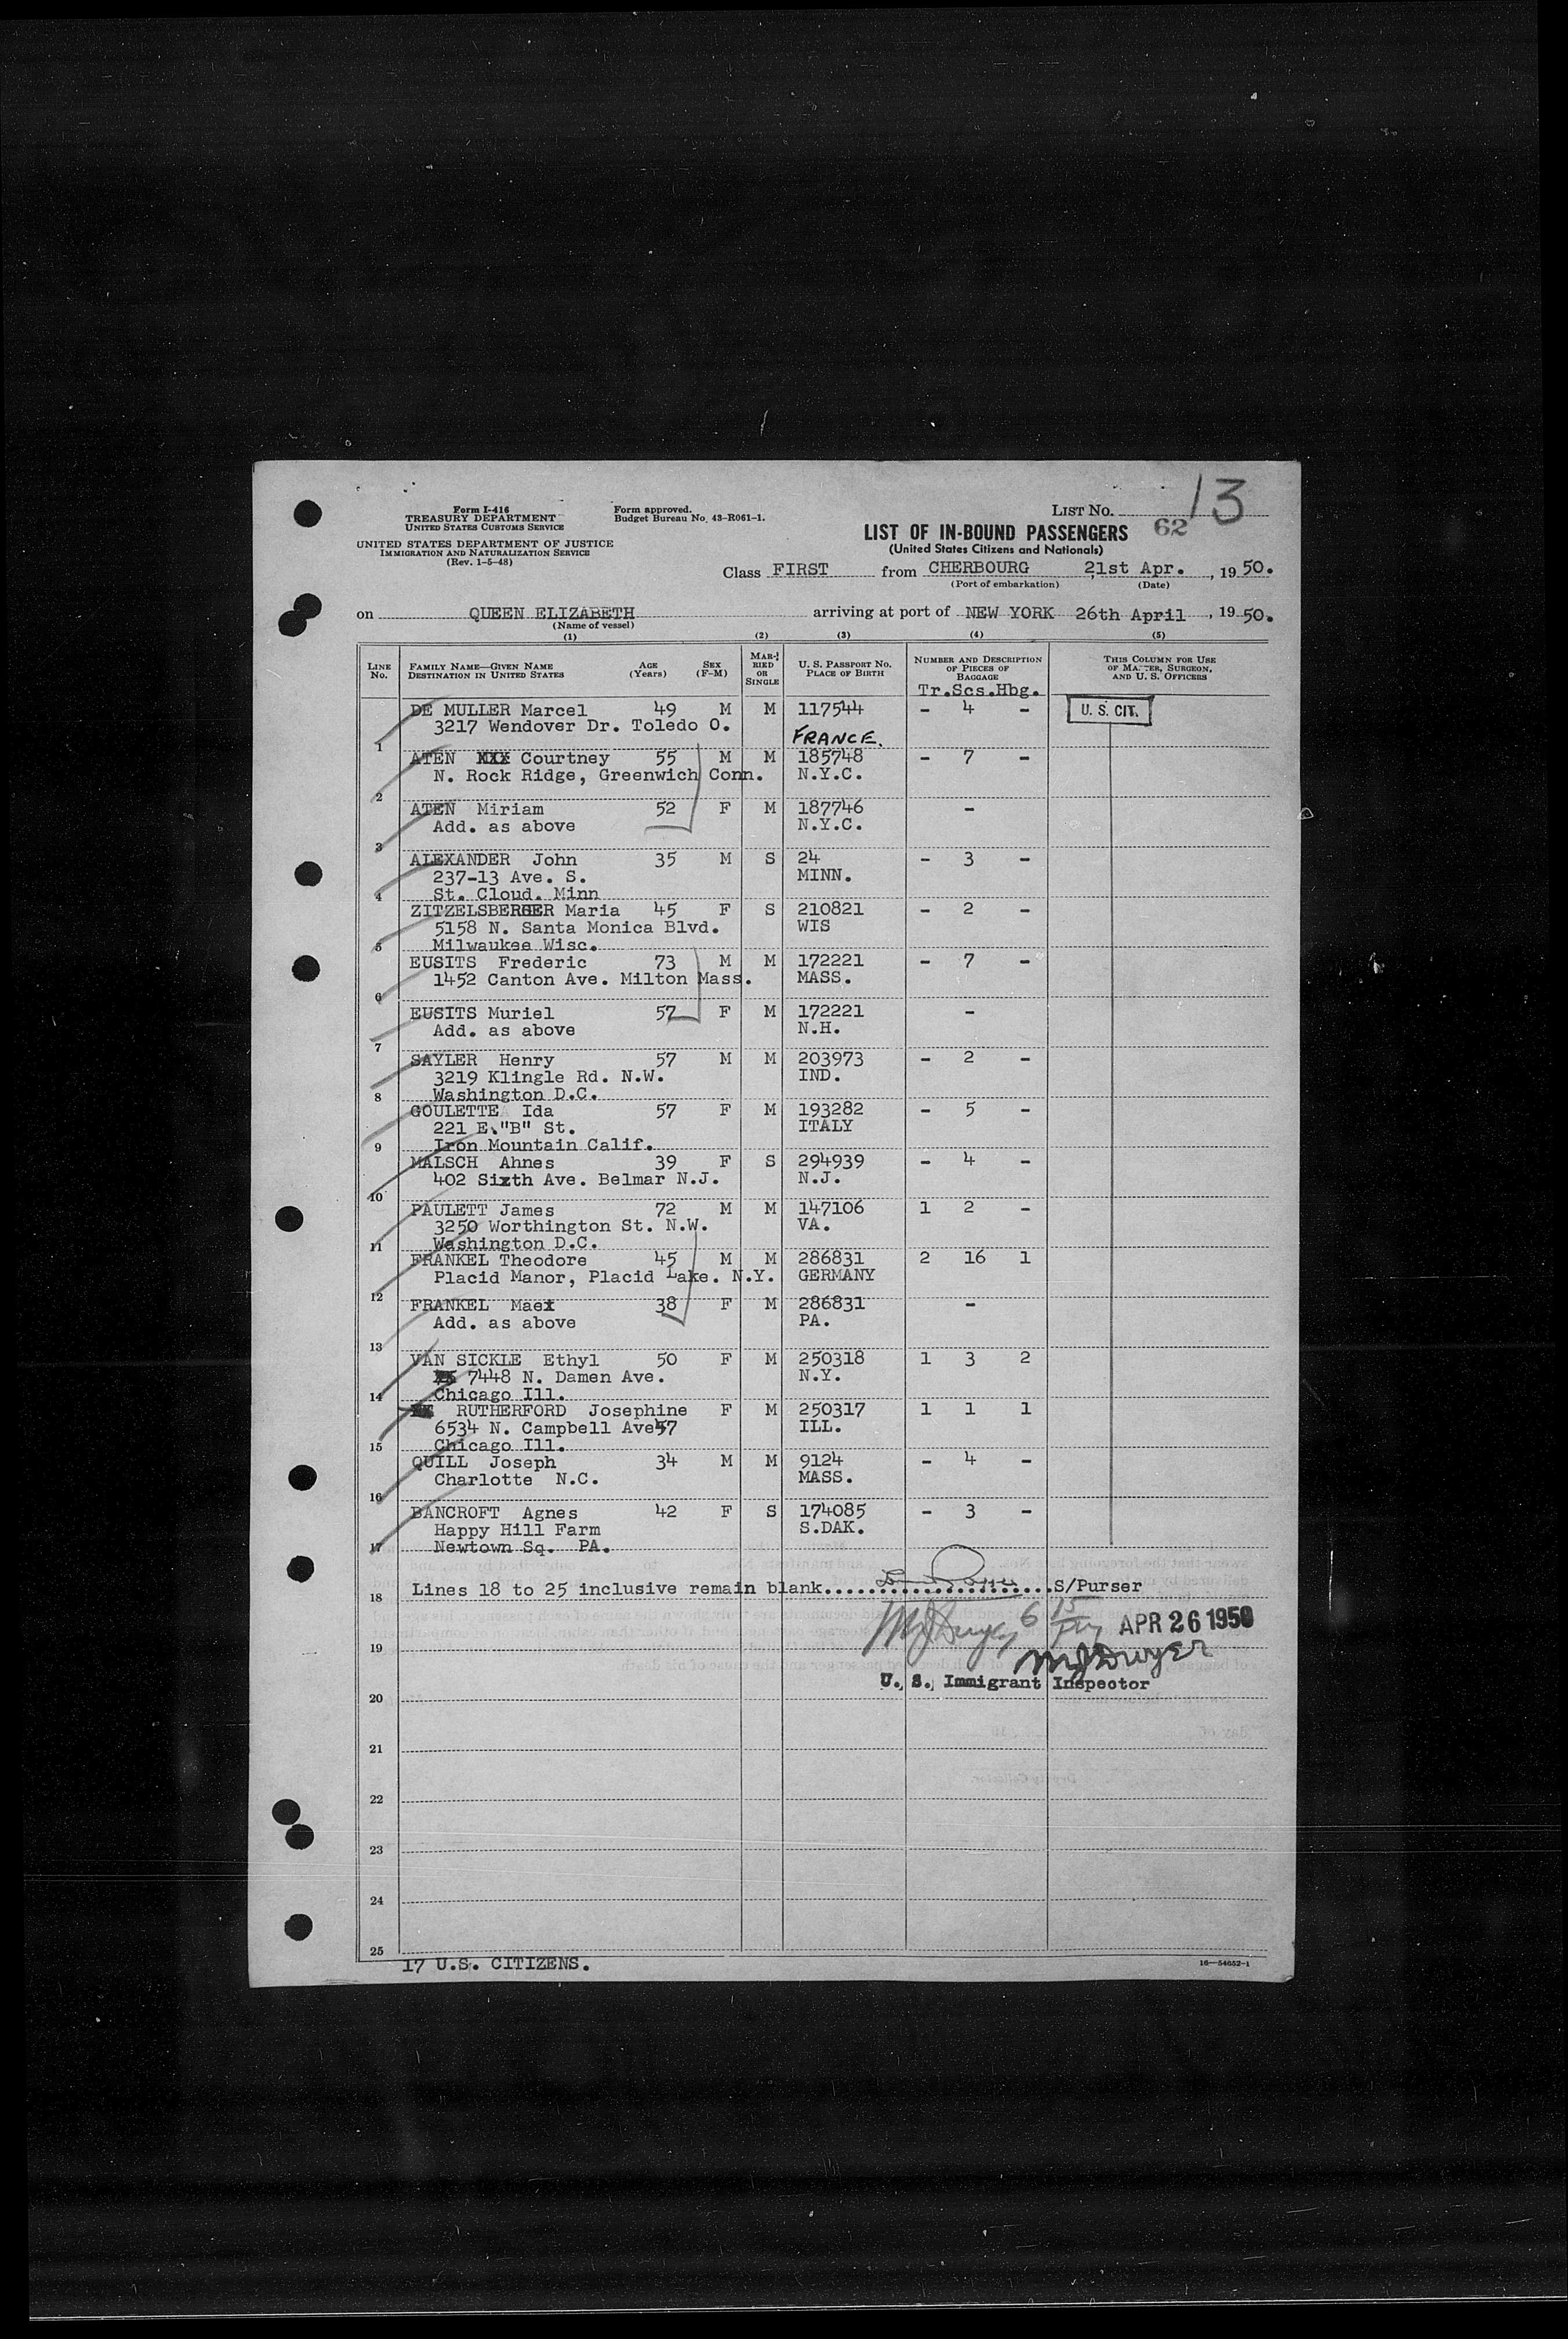 13
Form I-416
TREASURY DEPARTMENT
UNITED STATES CUSTOMS SERVICE
UNITED STATES DEPARTMENT OF JUSTICE
IMMIGRATION AND NATURALIZATION SERVICE
(Rev. 1-5-48)
Form approved.
Budget Bureau No. 43-R061-1.
LIST NO.
62
LIST OF IN-BOUND PASSENGERS
(United States Citizens and Nationals)
Class FIRST from CHERBOURG 21st Apr. , 19 50.
(Port of embarkation) (Date)
on QUEEN ELIZABETH arriving at port of NEW YORK 26th April , 19 50.
(Name of vessel)
(1) (2) (3) (4) (5)
LINE No. FAMILY NAME—GIVEN NAME DESTINATION IN UNITED STATES AGE (Years) SEX (F-M) MARRIED OR SINGLE U. S. PASSPORT NO. PLACE OF BIRTH NUMBER AND DESCRIPTION OF PIECES OF BAGGAGE THIS COLUMN FOR USE OF MASTER, SURGEON, AND U. S. OFFICERS
Tr. Scs. Hbg.
DE MULLER Marcel 49 M M 117544 - 4 - U. S. CIT.
3217 Wendover Dr. Toledo O.
FRANCE.
1
ATEN XXX Courtney 55 M M 185748 - 7 -
N. Rock Ridge, Greenwich Conn. N.Y.C.
2
ATEN Miriam 52 F M 187746 -
Add. as above N.Y.C.
3
ALEXANDER John 35 M S 24 - 3 -
237-13 Ave. S. MINN.
4 St. Cloud. Minn
ZITZELSBERGER Maria 45 F S 210821 - 2 -
5158 N. Santa Monica Blvd. WIS
5 Milwaukee Wisc.
EUSITS Frederic 73 M M 172221 - 7 -
1452 Canton Ave. Milton Mass. MASS.
6
EUSITS Muriel 57 F M 172221 -
Add. as above N.H.
7
SAYLER Henry 57 M M 203973 - 2 -
3219 Klingle Rd. N.W. IND.
8 Washington D.C.
GOULETTE Ida 57 F M 193282 - 5 -
221 E."B" St. ITALY
9 Iron Mountain Calif.
MALSCH Ahnes 39 F S 294939 - 4 -
402 Sixth Ave. Belmar N.J. N.J.
10
PAULETT James 72 M M 147106 1 2 -
3250 Worthington St. N.W. VA.
11 Washington D.C.
FRANKEL Theodore 45 M M 286831 2 16 1
Placid Manor, Placid Lake. N.Y. GERMANY
12
FRANKEL Maex 38 F M 286831 -
Add. as above PA.
13
VAN SICKLE Ethyl 50 F M 250318 1 3 2
7448 N. Damen Ave. N.Y.
14 Chicago Ill.
RUTHERFORD Josephine F M 250317 1 1 1
6534 N. Campbell Ave 57 ILL.
15 Chicago Ill.
QUILL Joseph 34 M M 9124 - 4 -
Charlotte N.C. MASS.
16
BANCROFT Agnes 42 F S 174085 - 3 -
Happy Hill Farm S.DAK.
17 Newtown Sq. PA.
18 Lines 18 to 25 inclusive remain blank......................S/Purser
MJDwyer 6 15 APR 26 1950
19
MJDwyer
U. S. Immigrant Inspector
20
21
22
23
24
25
17 U.S. CITIZENS.
16—54652-1